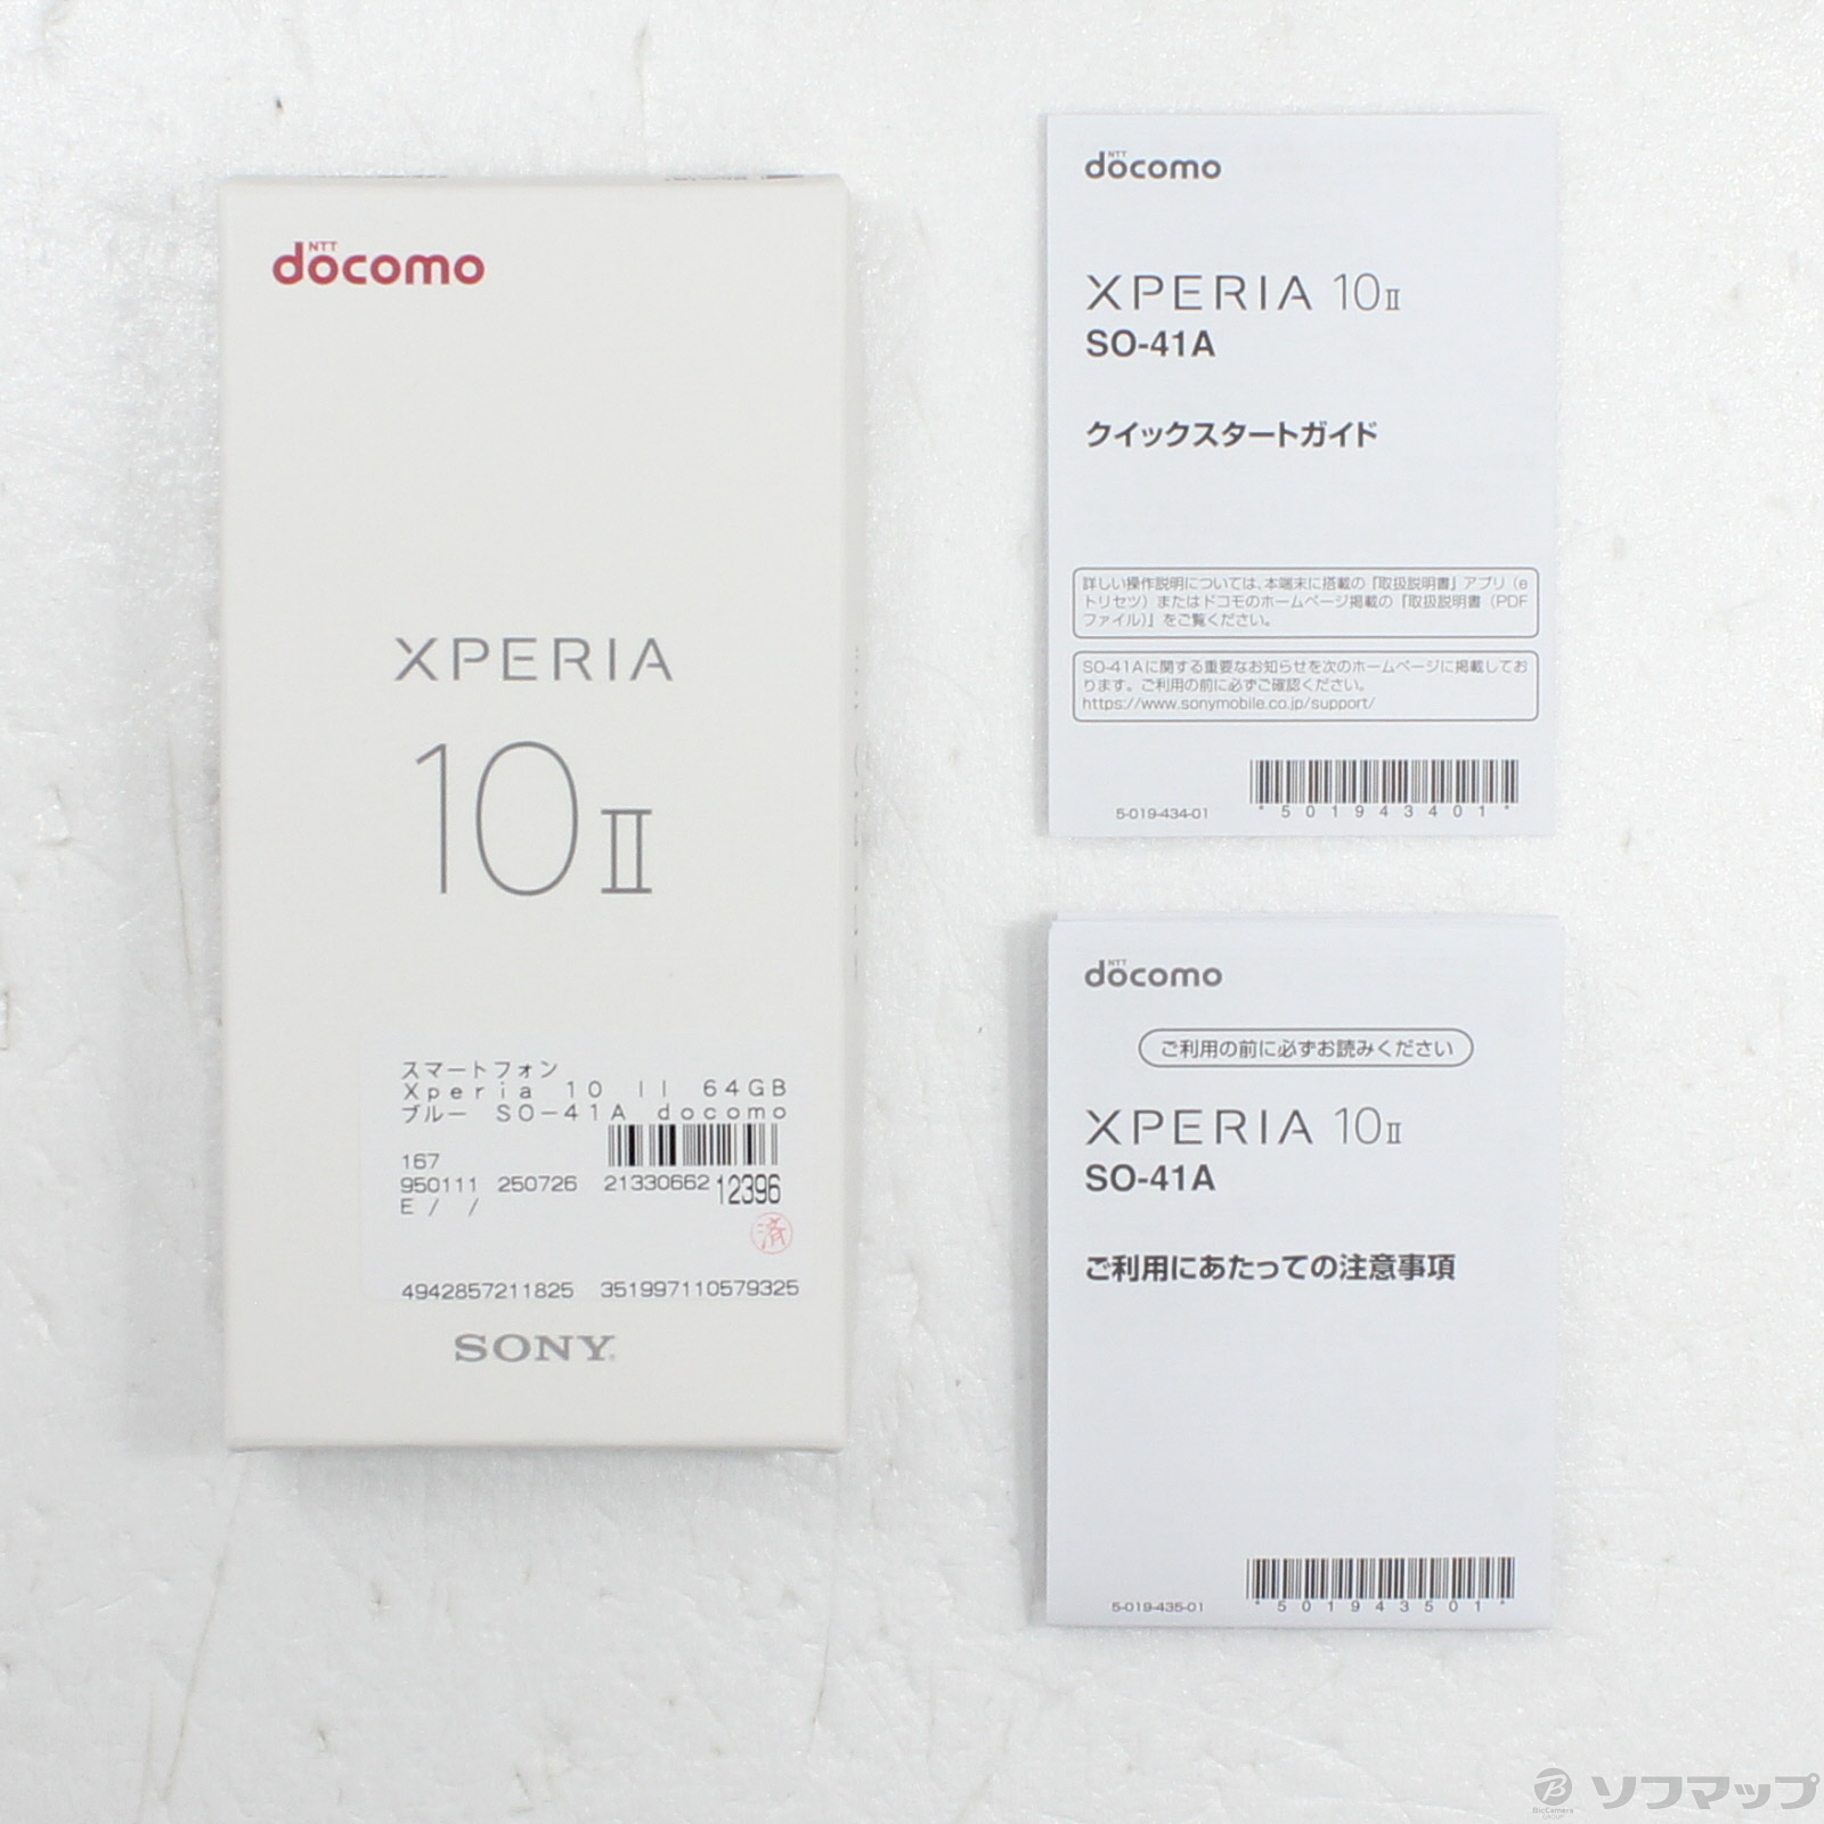 NTT
docomo
XPERIA
10 II
スマートフォン
Xperia 10 II 64GB
ブルー SO-41A docomo
167
950111 250726 21330662 12396
E / /
済
4942857211825 351997110579325
SONY
NTT
docomo
XPERIA 10 II
SO-41A
クイックスタートガイド
詳しい操作説明については、本端末に搭載の『取扱説明書』アプリ（e
トリセツ）またはドコモのホームページ掲載の『取扱説明書（PDF
ファイル）』をご覧ください。
SO-41Aに関する重要なお知らせを次のホームページに掲載してお
ります。ご利用の前に必ずご確認ください。
https://www.sonymobile.co.jp/support/
5-019-434-01
*501943401*
NTT
docomo
ご利用の前に必ずお読みください
XPERIA 10 II
SO-41A
ご利用にあたっての注意事項
5-019-435-01
*501943501*
B
BicCamera
GROUP
ソフマップ